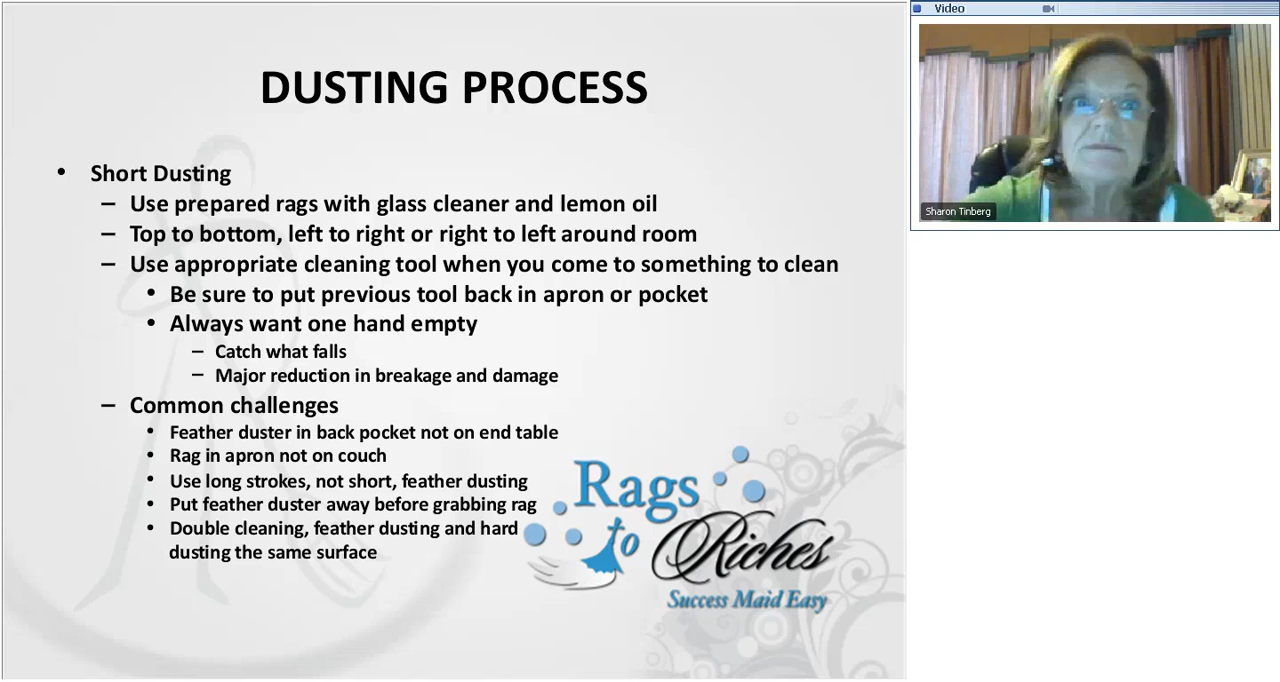 DUSTING PROCESS
• Short Dusting
– Use prepared rags with glass cleaner and lemon oil
– Top to bottom, left to right or right to left around room
– Use appropriate cleaning tool when you come to something to clean
• Be sure to put previous tool back in apron or pocket
• Always want one hand empty
– Catch what falls
– Major reduction in breakage and damage
– Common challenges
• Feather duster in back pocket not on end table
• Rag in apron not on couch
• Use long strokes, not short, feather dusting
• Put feather duster away before grabbing rag
• Double cleaning, feather dusting and hard
dusting the same surface
Rags
to Riches
Success Maid Easy
Video
Sharon Tinberg